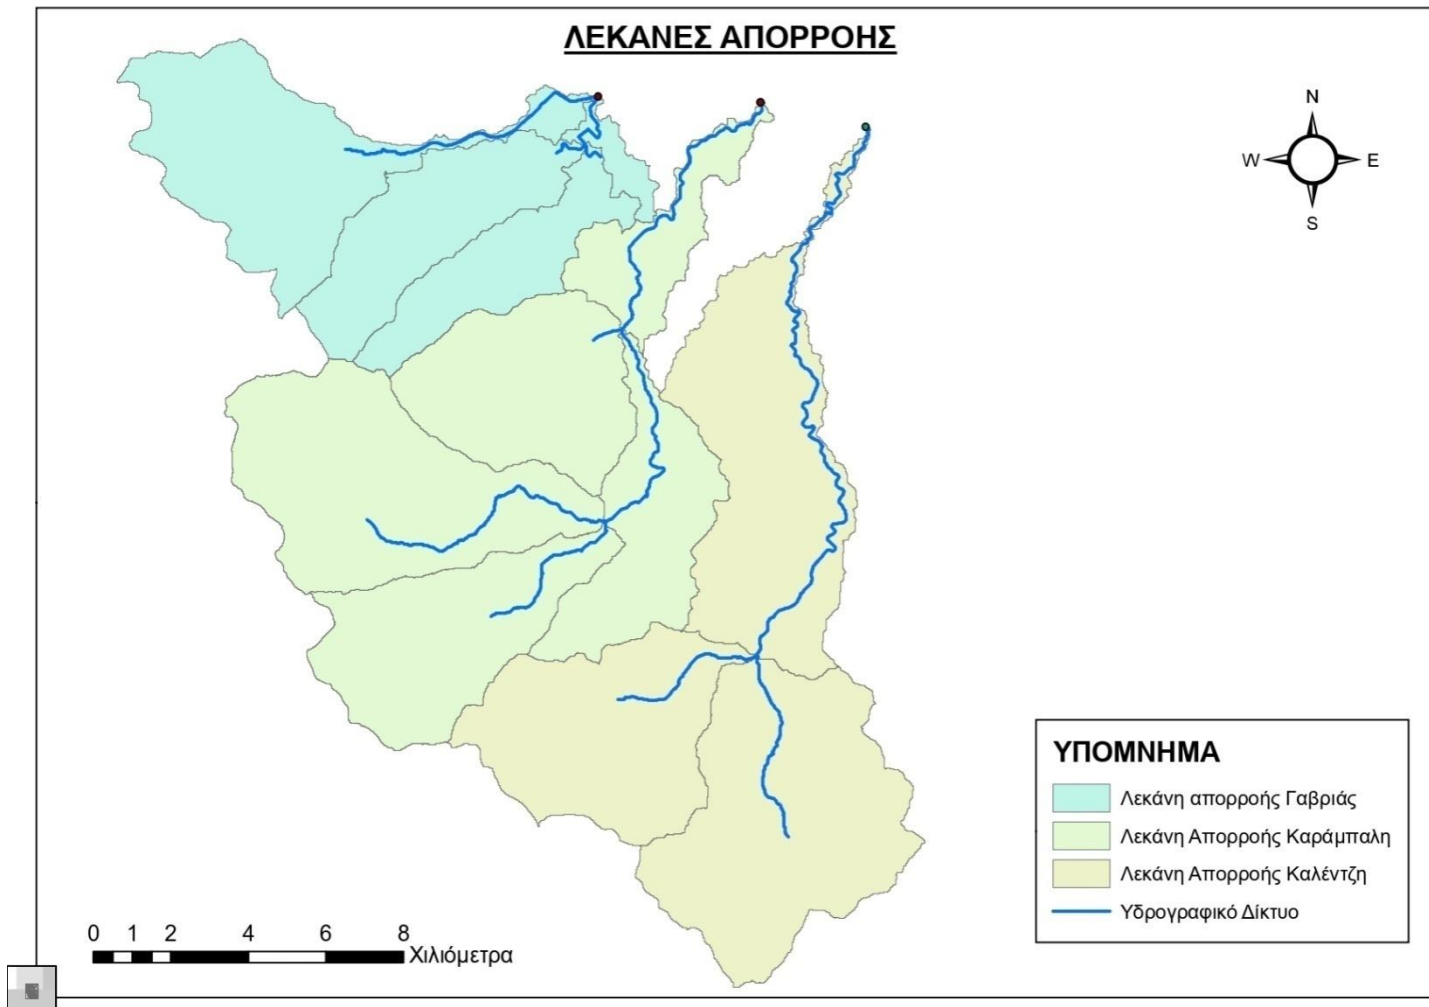 ΛΕΚΑΝΕΣ ΑΠΟΡΡΟΗΣ
N
W E
S
ΥΠΟΜΝΗΜΑ
Λεκάνη απορροής Γαβριάς
Λεκάνη Απορροής Καράμπαλη
Λεκάνη Απορροής Καλέντζη
Υδρογραφικό Δίκτυο
0 1 2 4 6 8
Χιλιόμετρα